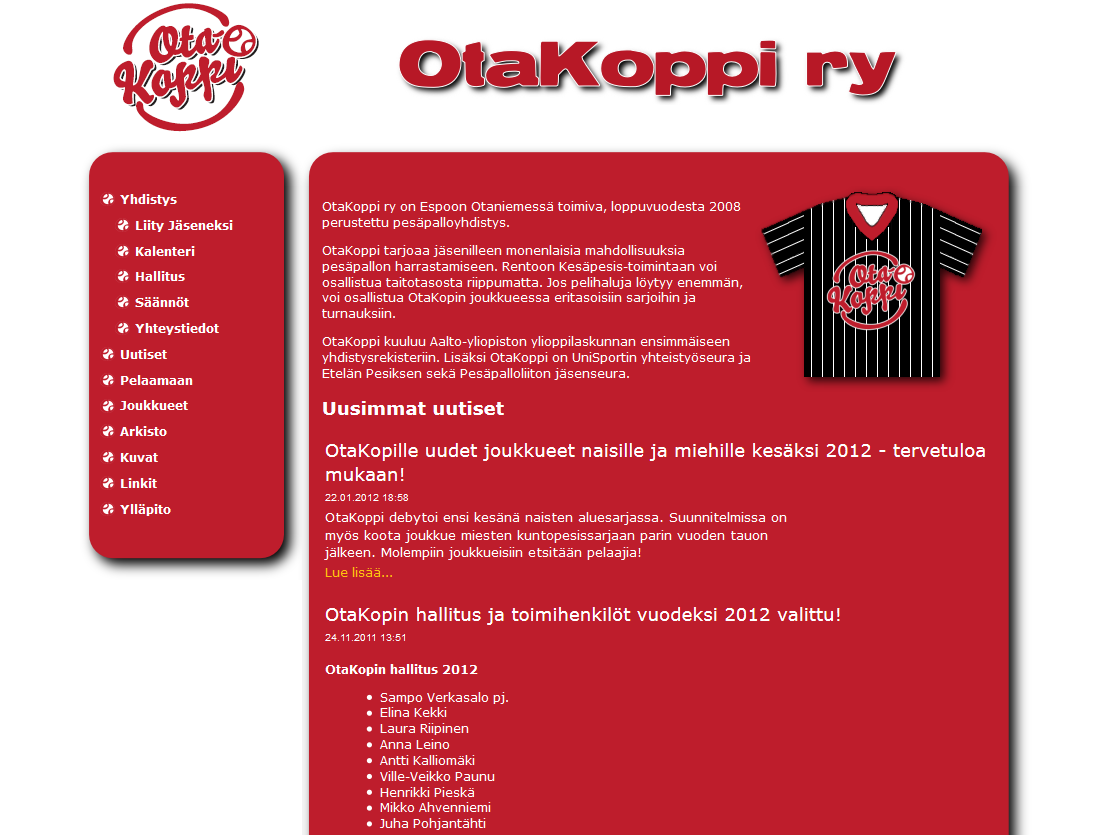 Ota
Koppi
OtaKoppi ry
Yhdistys
Liity Jäseneksi
Kalenteri
Hallitus
Säännöt
Yhteystiedot
Uutiset
Pelaamaan
Joukkueet
Arkisto
Kuvat
Linkit
Ylläpito
OtaKoppi ry on Espoon Otaniemessä toimiva, loppuvuodesta 2008
perustettu pesäpalloyhdistys.
OtaKoppi tarjoaa jäsenilleen monenlaisia mahdollisuuksia
pesäpallon harrastamiseen. Rentoon Kesäpesis-toimintaan voi
osallistua taitotasosta riippumatta. Jos pelihaluja löytyy enemmän,
voi osallistua OtaKopin joukkueessa eritasoisiin sarjoihin ja
turnauksiin.
OtaKoppi kuuluu Aalto-yliopiston ylioppilaskunnan ensimmäiseen
yhdistysrekisteriin. Lisäksi OtaKoppi on UniSportin yhteistyöseura ja
Etelän Pesiksen sekä Pesäpalloliiton jäsenseura.
Ota
Koppi
Uusimmat uutiset
OtaKopille uudet joukkueet naisille ja miehille kesäksi 2012 - tervetuloa
mukaan!
22.01.2012 18:58
OtaKoppi debytoi ensi kesänä naisten aluesarjassa. Suunnitelmissa on
myös koota joukkue miesten kuntopesissarjaan parin vuoden tauon
jälkeen. Molempiin joukkueisiin etsitään pelaajia!
Lue lisää...
OtaKopin hallitus ja toimihenkilöt vuodeksi 2012 valittu!
24.11.2011 13:51
OtaKopin hallitus 2012
Sampo Verkasalo pj.
Elina Kekki
Laura Riipinen
Anna Leino
Antti Kalliomäki
Ville-Veikko Paunu
Henrikki Pieskä
Mikko Ahvenniemi
Juha Pohjantähti